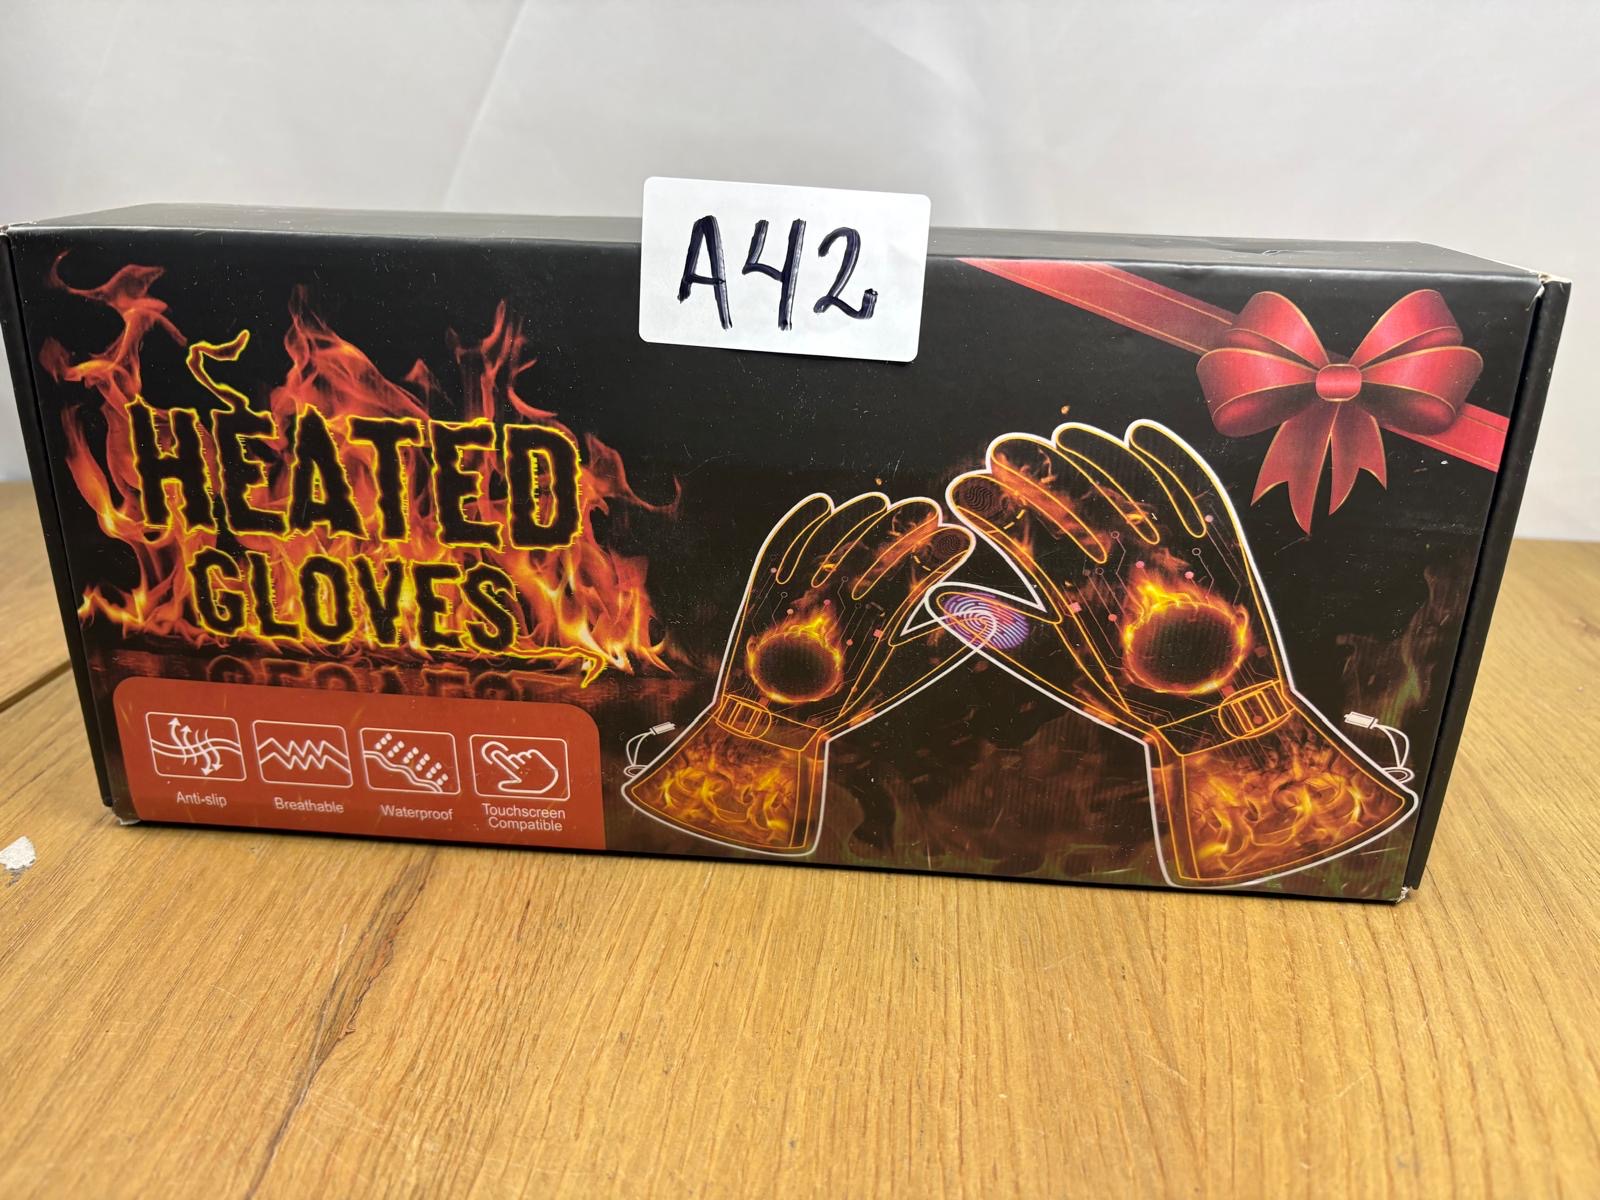 A42
HEATED
GLOVES
Anti-slip
Breathable
Waterproof
Touchscreen
Compatible